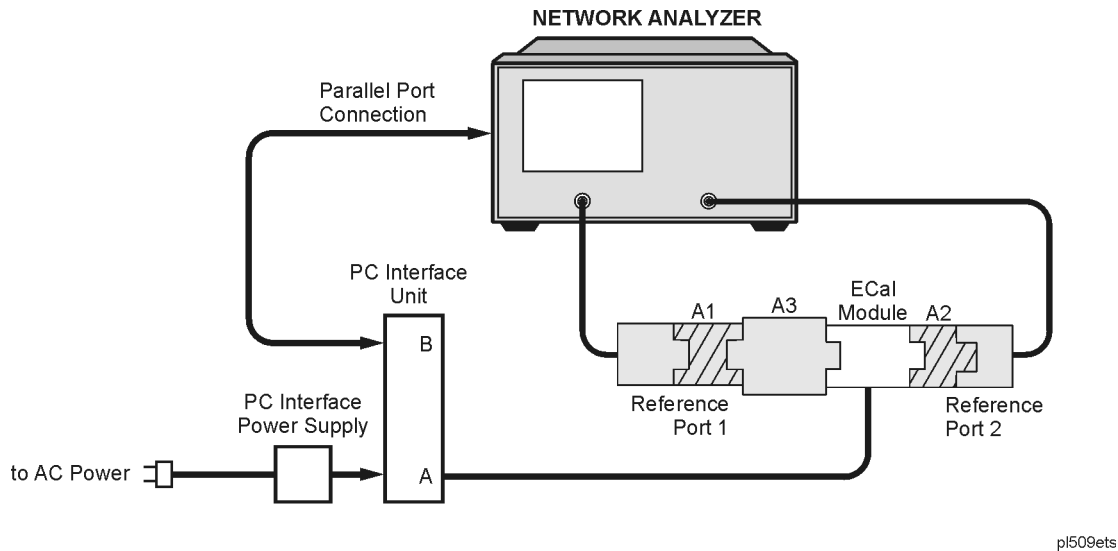 NETWORK ANALYZER
Parallel Port
Connection
PC Interface
Unit
B
A
PC Interface
Power Supply
to AC Power
A1
A3
ECal
Module
A2
Reference
Port 1
Reference
Port 2
pl509ets